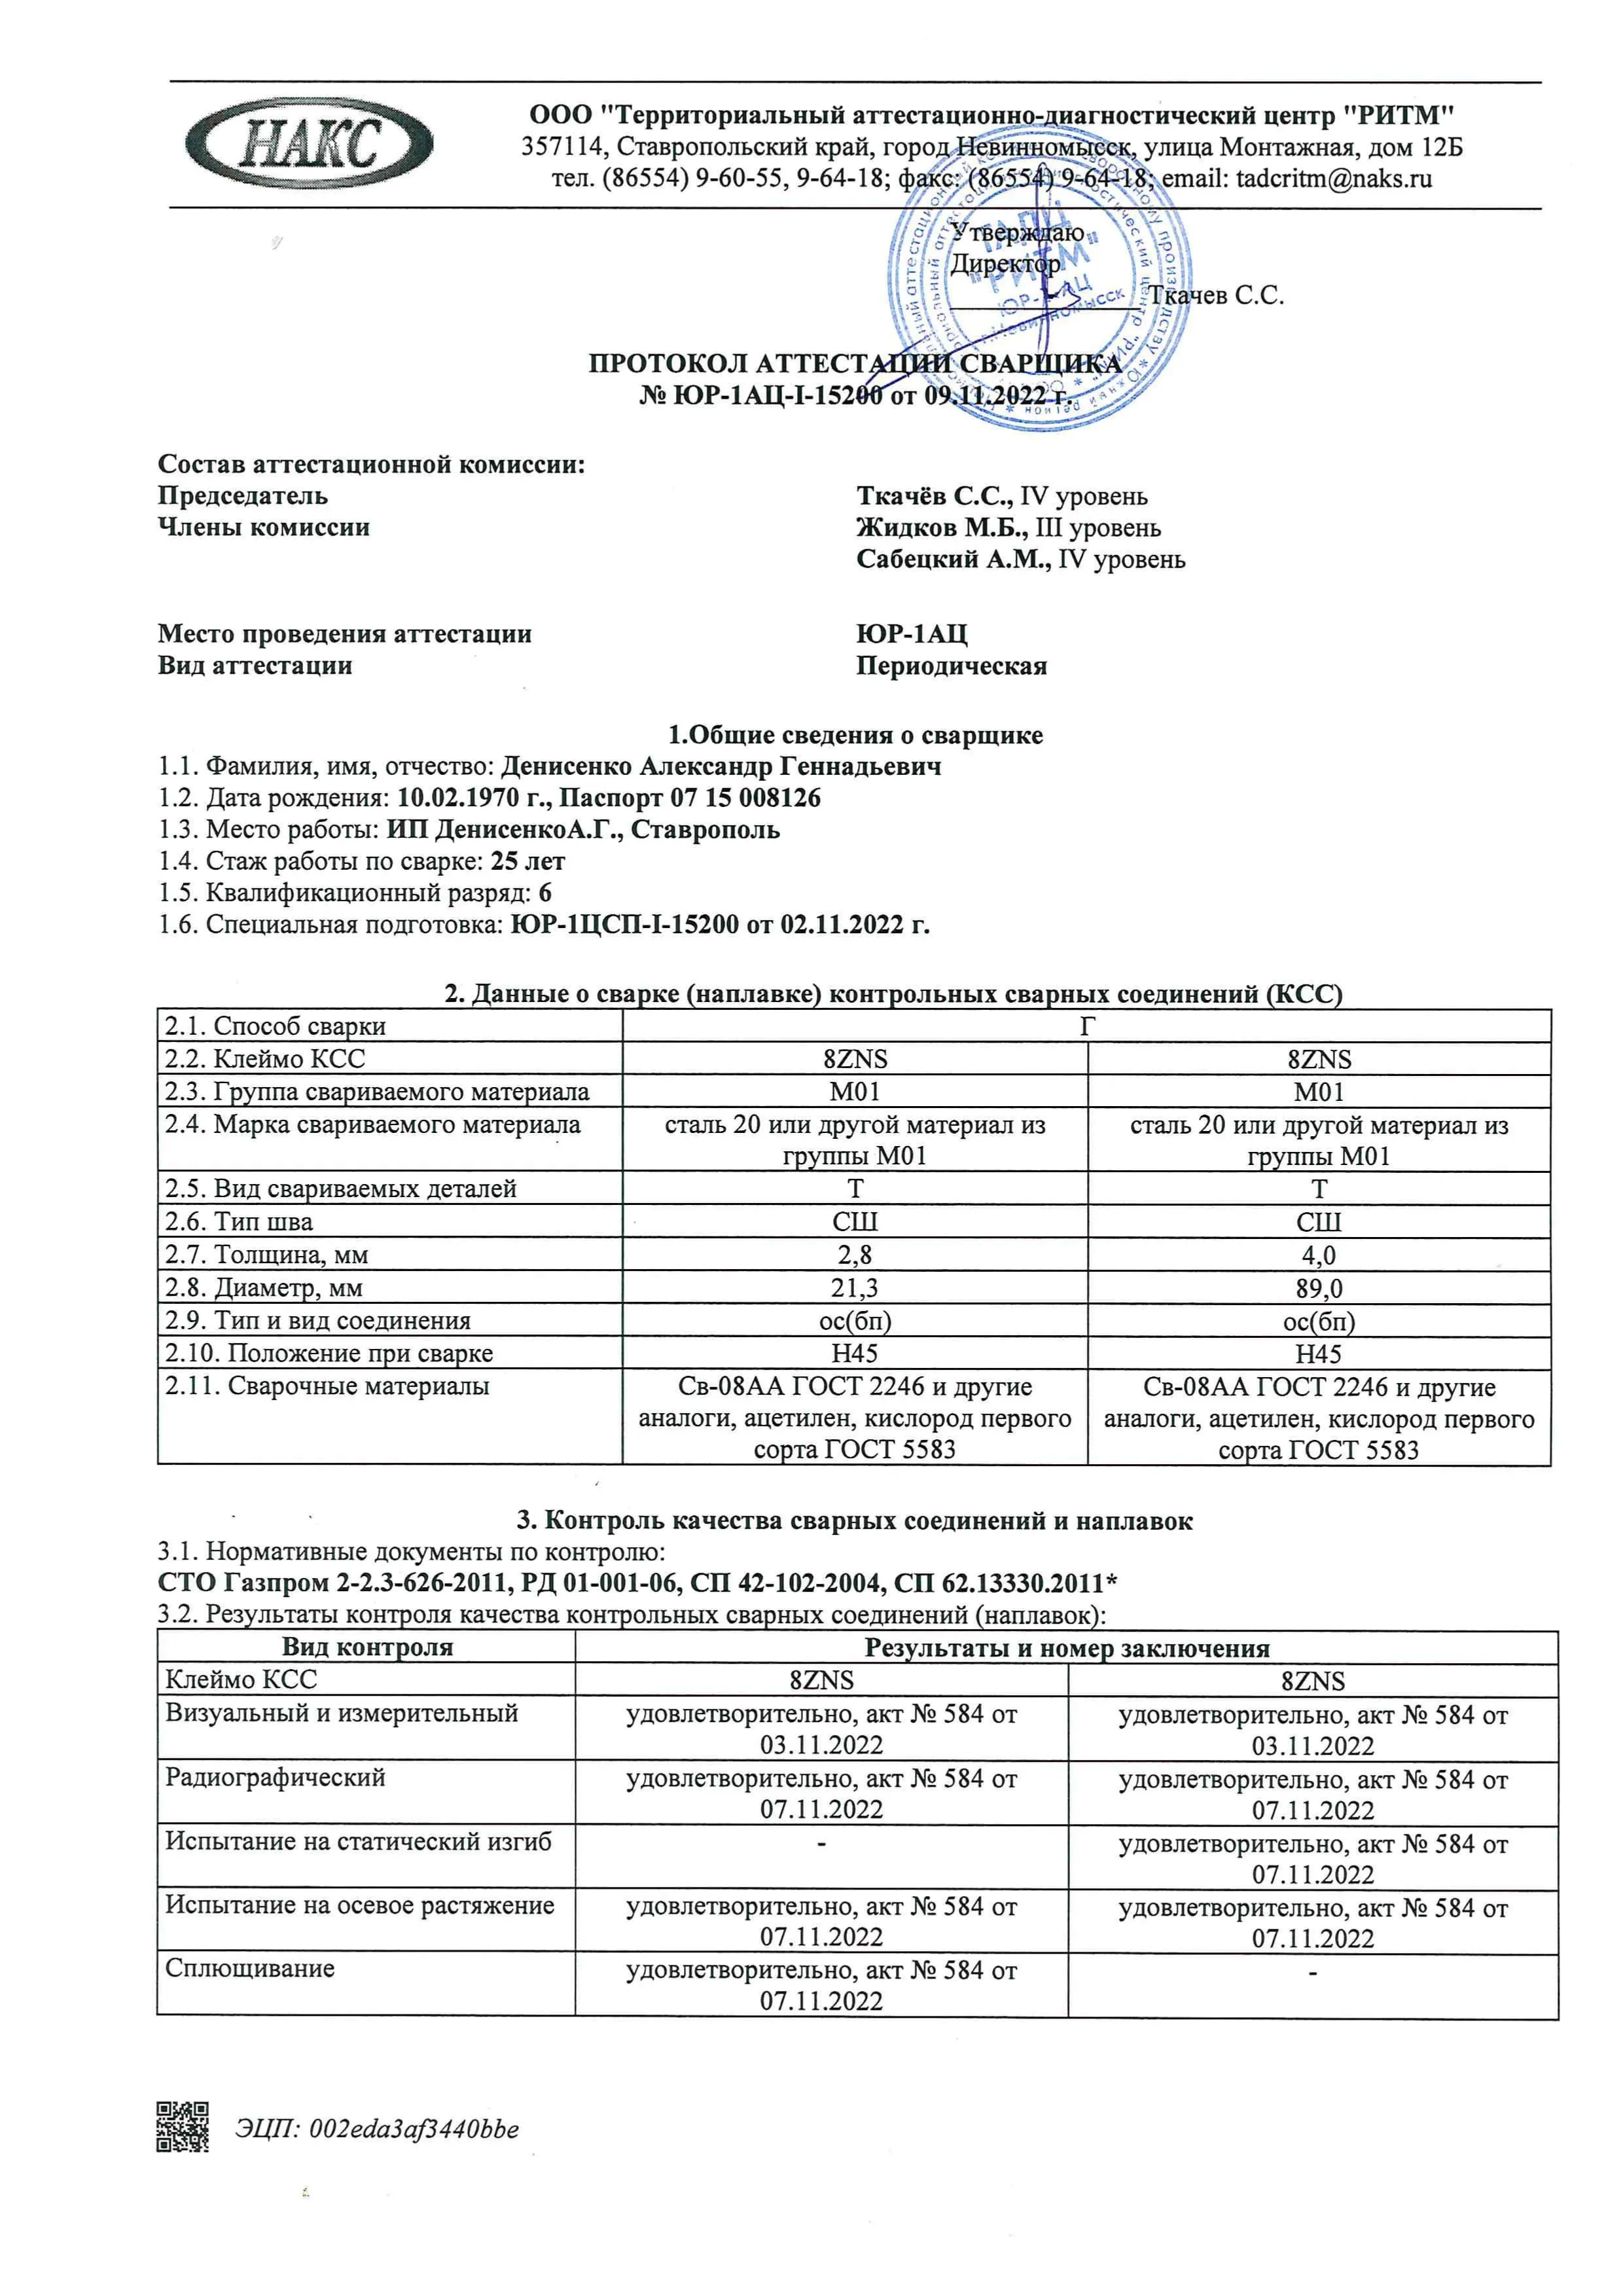 НАКС
ООО "Территориальный аттестационно-диагностический центр "РИТМ"
357114, Ставропольский край, город Невинномысск, улица Монтажная, дом 12Б
тел. (86554) 9-60-55, 9-64-18; факс: (86554) 9-64-18; email: tadcritm@naks.ru
Утверждаю
Директор
Ткачев С.С.
ТАДЦ
"РИТМ"
ЮР-1АЦ
г.Невинномысск
ПРОТОКОЛ АТТЕСТАЦИИ СВАРЩИКА
№ ЮР-1АЦ-I-15200 от 09.11.2022 г.
Состав аттестационной комиссии:
Председатель Ткачёв С.С., IV уровень
Члены комиссии Жидков М.Б., III уровень
Сабецкий А.М., IV уровень
Место проведения аттестации ЮР-1АЦ
Вид аттестации Периодическая
1.Общие сведения о сварщике
1.1. Фамилия, имя, отчество: Денисенко Александр Геннадьевич
1.2. Дата рождения: 10.02.1970 г., Паспорт 07 15 008126
1.3. Место работы: ИП ДенисенкоА.Г., Ставрополь
1.4. Стаж работы по сварке: 25 лет
1.5. Квалификационный разряд: 6
1.6. Специальная подготовка: ЮР-1ЦСП-I-15200 от 02.11.2022 г.
2. Данные о сварке (наплавке) контрольных сварных соединений (КСС)
2.1. Способ сварки Г
2.2. Клеймо КСС 8ZNS 8ZNS
2.3. Группа свариваемого материала М01 М01
2.4. Марка свариваемого материала сталь 20 или другой материал из сталь 20 или другой материал из
группы М01 группы М01
2.5. Вид свариваемых деталей Т Т
2.6. Тип шва СШ СШ
2.7. Толщина, мм 2,8 4,0
2.8. Диаметр, мм 21,3 89,0
2.9. Тип и вид соединения ос(бп) ос(бп)
2.10. Положение при сварке Н45 Н45
2.11. Сварочные материалы Св-08АА ГОСТ 2246 и другие Св-08АА ГОСТ 2246 и другие
аналоги, ацетилен, кислород первого аналоги, ацетилен, кислород первого
сорта ГОСТ 5583 сорта ГОСТ 5583
3. Контроль качества сварных соединений и наплавок
3.1. Нормативные документы по контролю:
СТО Газпром 2-2.3-626-2011, РД 01-001-06, СП 42-102-2004, СП 62.13330.2011*
3.2. Результаты контроля качества контрольных сварных соединений (наплавок):
Вид контроля Результаты и номер заключения
Клеймо КСС 8ZNS 8ZNS
Визуальный и измерительный удовлетворительно, акт № 584 от удовлетворительно, акт № 584 от
03.11.2022 03.11.2022
Радиографический удовлетворительно, акт № 584 от удовлетворительно, акт № 584 от
07.11.2022 07.11.2022
Испытание на статический изгиб - удовлетворительно, акт № 584 от
07.11.2022
Испытание на осевое растяжение удовлетворительно, акт № 584 от удовлетворительно, акт № 584 от
07.11.2022 07.11.2022
Сплющивание удовлетворительно, акт № 584 от -
07.11.2022
ЭЦП: 002eda3af3440bbe